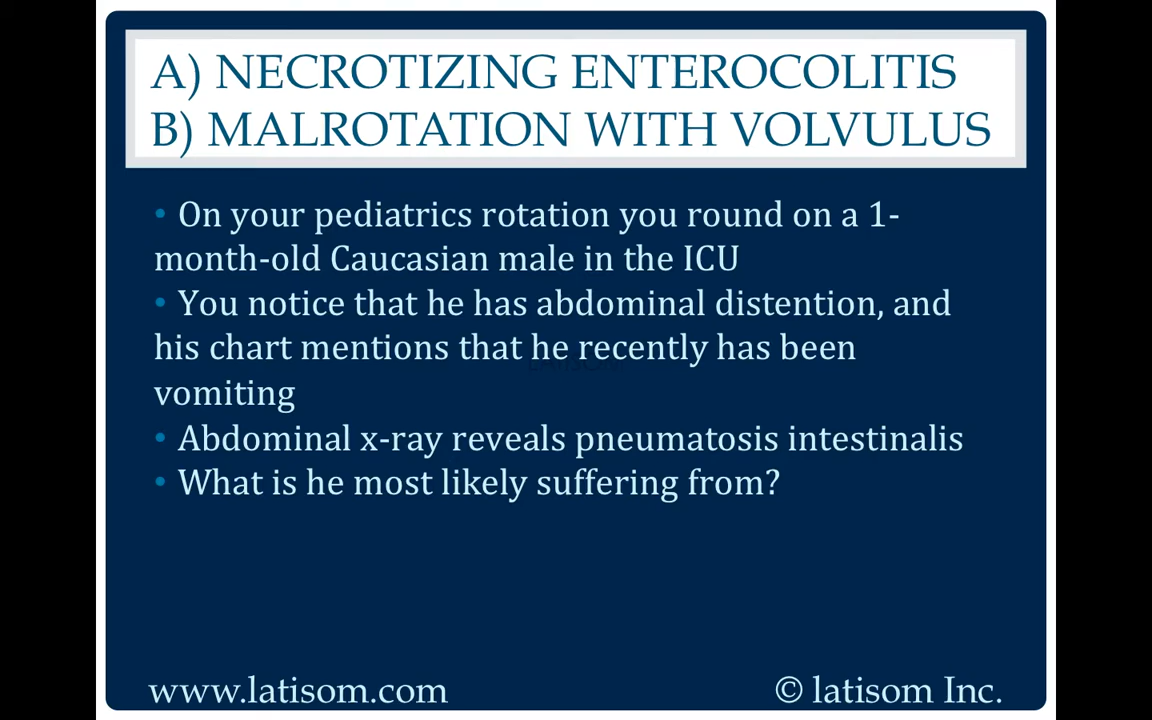 A) NECROTIZING ENTEROCOLITIS
B) MALROTATION WITH VOLVULUS
• On your pediatrics rotation you round on a 1-
month-old Caucasian male in the ICU
• You notice that he has abdominal distention, and
his chart mentions that he recently has been
vomiting
• Abdominal x-ray reveals pneumatosis intestinalis
• What is he most likely suffering from?
www.latisom.com
© latisom Inc.